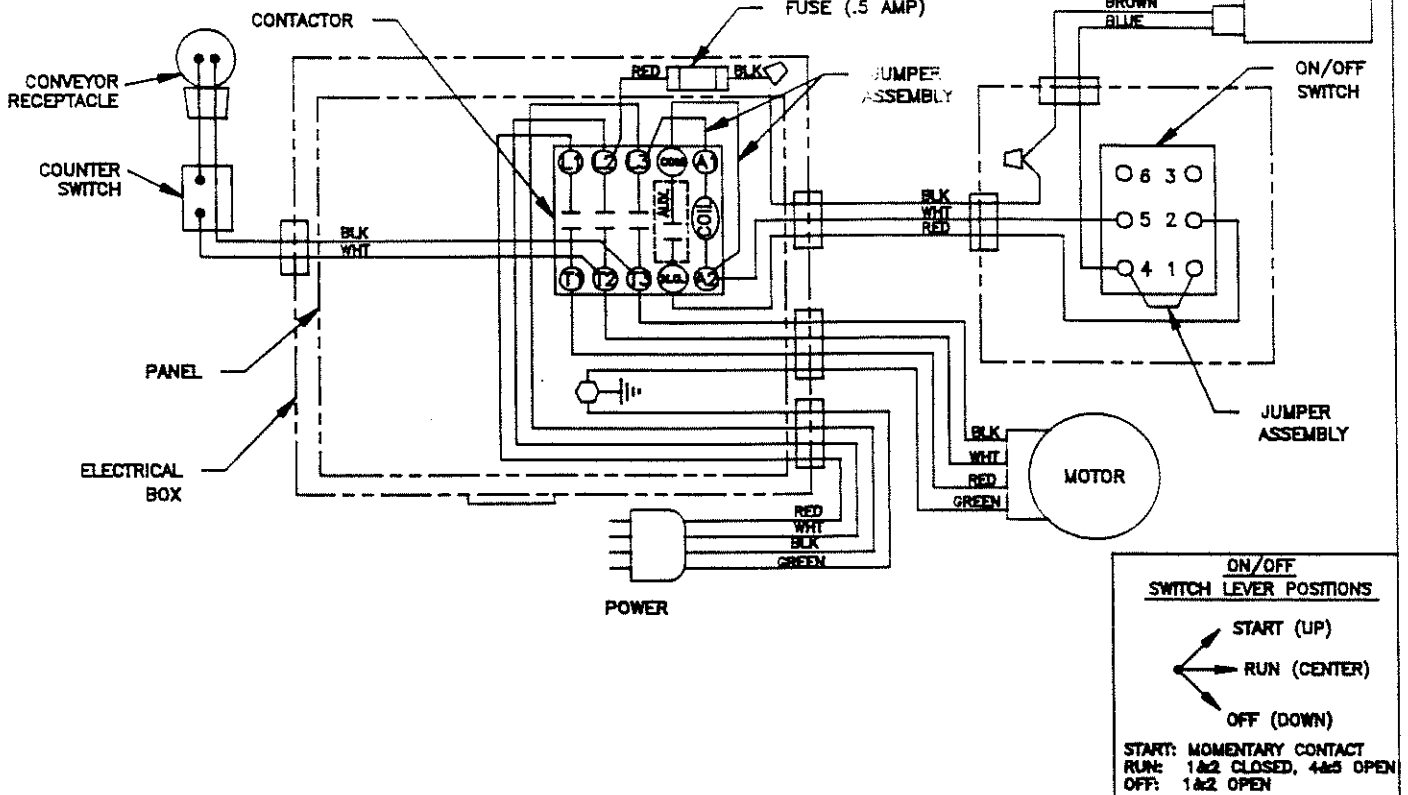 CONTACTOR
FUSE (.5 AMP)
BROWN
BLUE
CONVEYOR
RECEPTACLE
RED
BLK
JUMPER
ASSEMBLY
ON/OFF
SWITCH
COUNTER
SWITCH
L1 L2 L3 COM A1
AUX.
COIL
T1 T2 T3 N.O. A2
BLK
WHT
BLK
WHT
RED
6 3
5 2
4 1
PANEL
ELECTRICAL
BOX
JUMPER
ASSEMBLY
BLK
WHT
RED
GREEN
MOTOR
RED
WHT
BLK
GREEN
POWER
ON/OFF
SWITCH LEVER POSITIONS
START (UP)
RUN (CENTER)
OFF (DOWN)
START: MOMENTARY CONTACT
RUN: 1&2 CLOSED, 4&5 OPEN
OFF: 1&2 OPEN